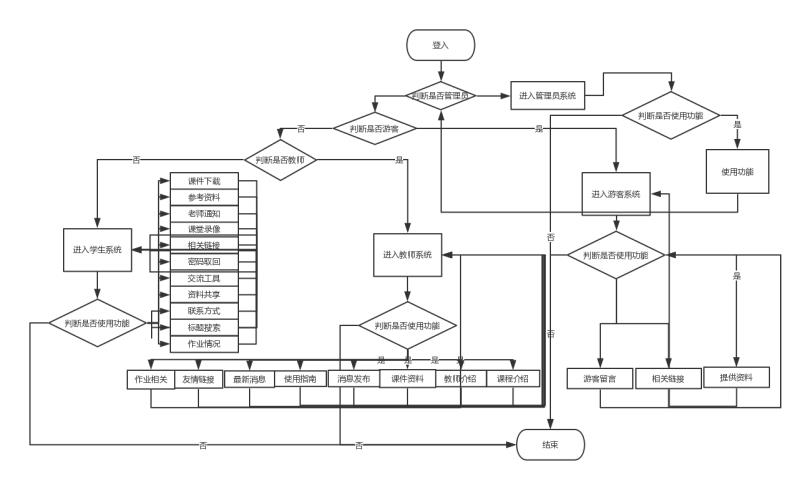 登入
判断是否管理员
进入管理员系统
判断是否使用功能
是
判断是否游客
否
是
判断是否教师
否
是
使用功能
课件下载
参考资料
老师通知
课堂录像
相关链接
密码取回
交流工具
资料共享
联系方式
标题搜索
作业情况
进入游客系统
进入学生系统
进入教师系统
否
判断是否使用功能
是
判断是否使用功能
判断是否使用功能
否
是
是
是
是
作业相关
友情链接
最新消息
使用指南
消息发布
课件资料
教师介绍
课程介绍
游客留言
相关链接
提供资料
否
否
结束